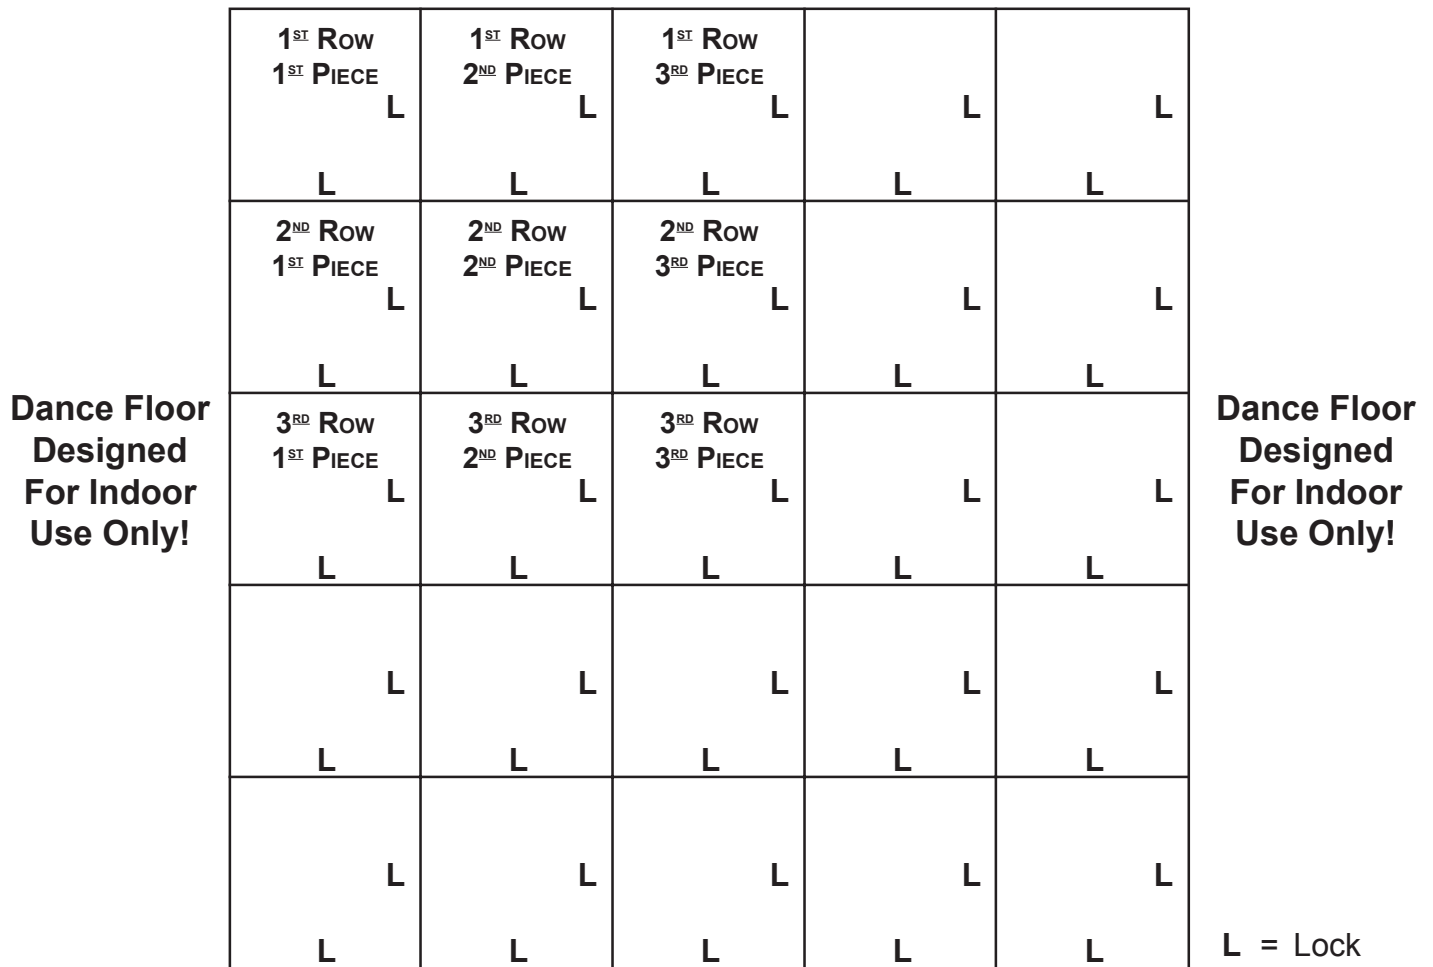 1ST ROW 1ST ROW 1ST ROW
1ST PIECE 2ND PIECE 3RD PIECE
L L L L L
L L L L L
2ND ROW 2ND ROW 2ND ROW
1ST PIECE 2ND PIECE 3RD PIECE
L L L L L
L L L L L
Dance Floor
Designed
For Indoor
Use Only!
3RD ROW 3RD ROW 3RD ROW
1ST PIECE 2ND PIECE 3RD PIECE
L L L L L
L L L L L
Dance Floor
Designed
For Indoor
Use Only!
L L L L L
L L L L L
L L L L L
L L L L L
L = Lock